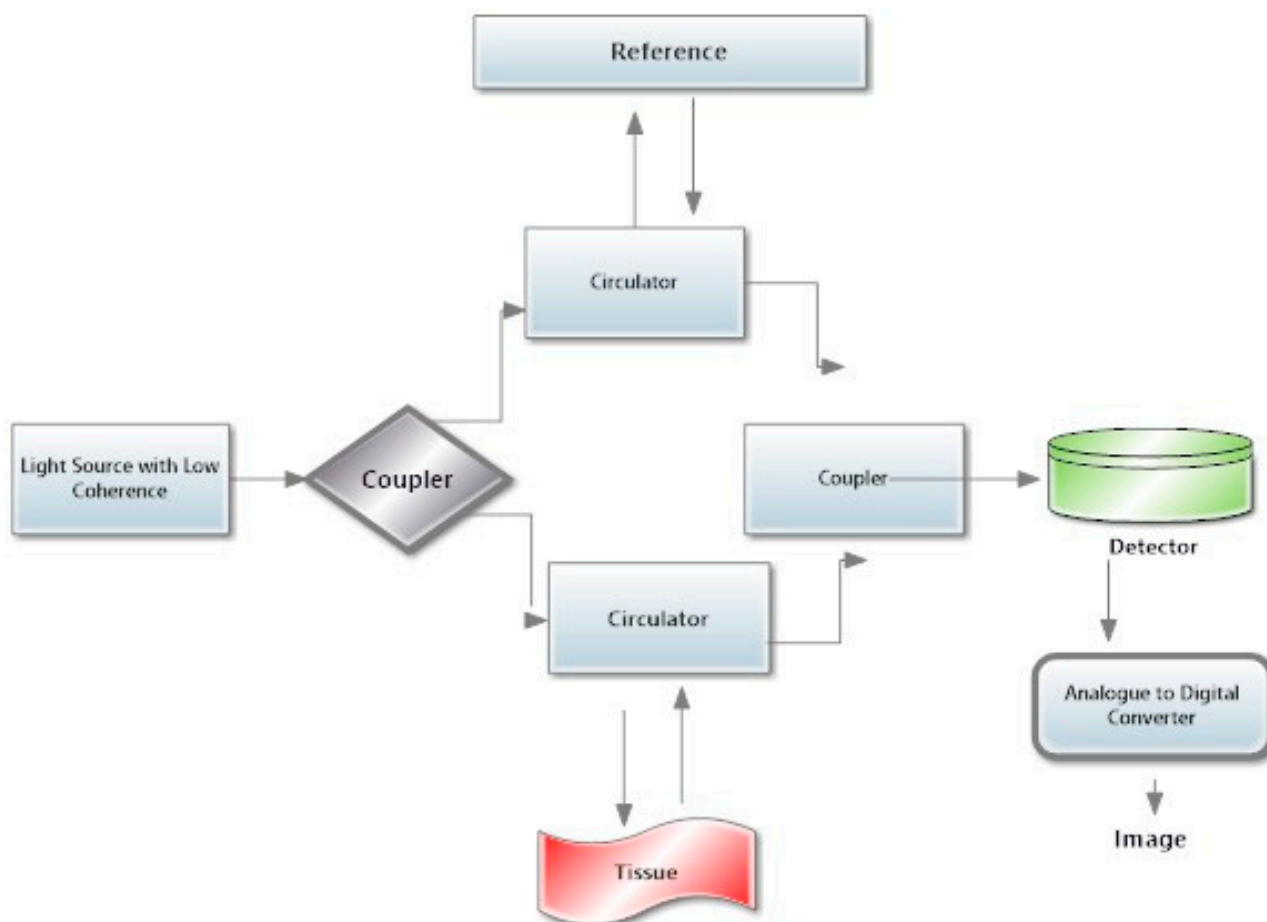 Reference
Circulator
Light Source with Low
Coherence
Coupler
Coupler
Detector
Circulator
Analogue to Digital
Converter
Image
Tissue